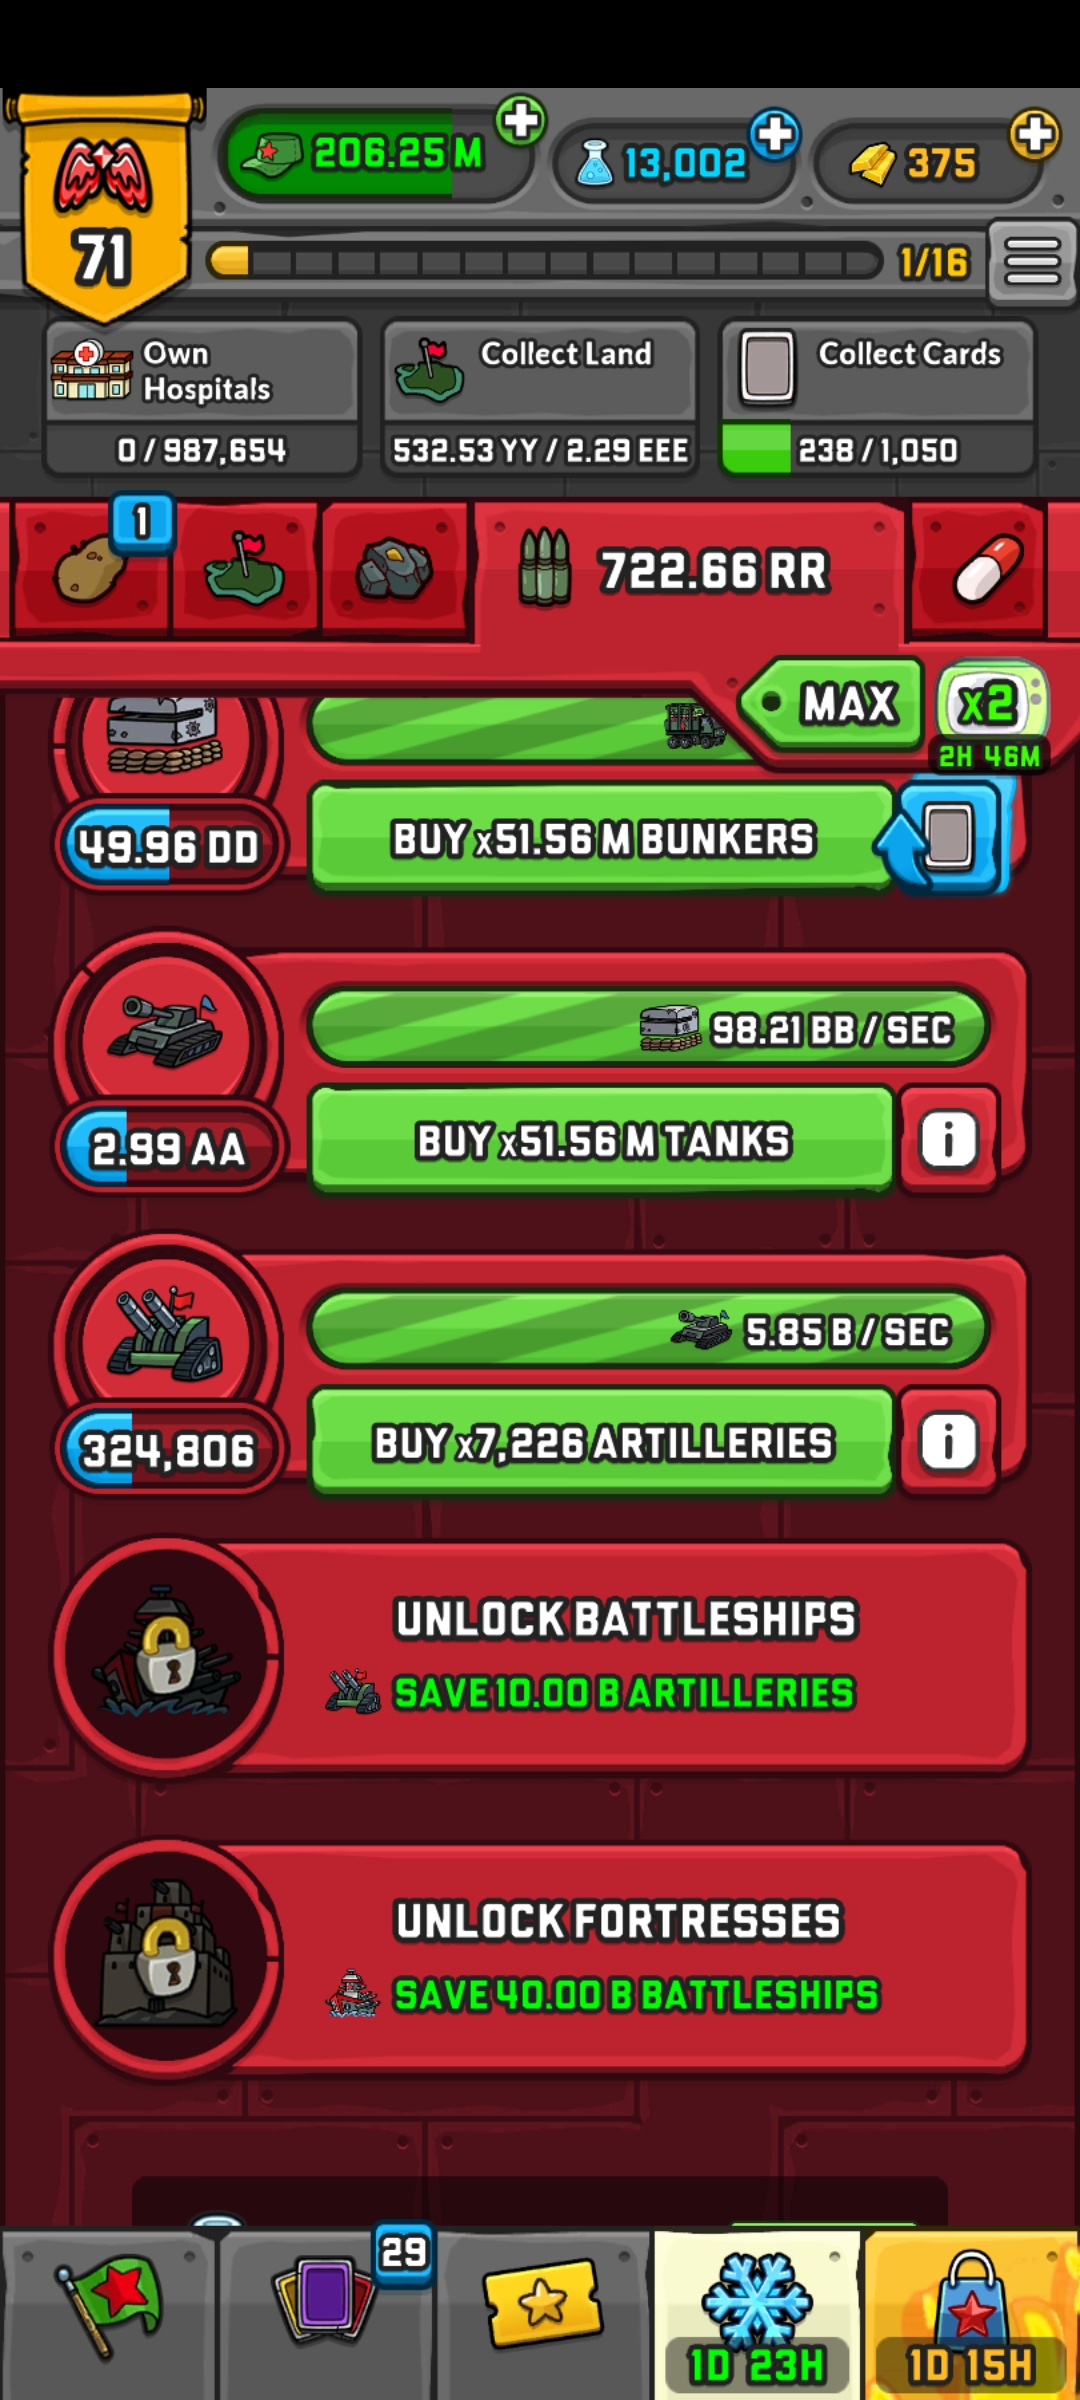 206.25 M
13,002
375
71
1/16
Own
Hospitals
0 / 987,654
Collect Land
532.53 YY / 2.29 EEE
Collect Cards
238 / 1,050
1
722.66 RR
MAX
x2
2H 46M
49.96 DD
BUY x51.56 M BUNKERS
98.21 BB / SEC
2.99 AA
BUY x51.56 M TANKS
i
5.85 B / SEC
324,806
BUY x7,226 ARTILLERIES
i
UNLOCK BATTLESHIPS
SAVE 10.00 B ARTILLERIES
UNLOCK FORTRESSES
SAVE 40.00 B BATTLESHIPS
29
1D 23H
1D 15H